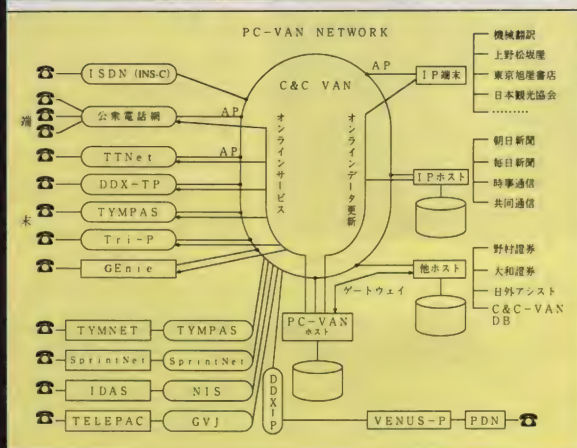 PC-VAN NETWORK
C&C VAN
ISDN (INS-C)
公衆電話網
TTNet
DDX-TP
TYMPAS
Tri-P
GEnie
端
末
AP
AP
AP
オンラインサービス
オンラインデータ更新
IP端末
機械翻訳
上野松坂屋
東京旭屋書店
日本観光協会
………
IPホスト
朝日新聞
毎日新聞
時事通信
共同通信
他ホスト
野村證券
大和證券
日外アシスト
C&C-VAN
DB
ゲートウェイ
PC-VAN
ホスト
TYMNET
TYMPAS
SprintNet
SprintNet
IDAS
NIS
TELEPAC
GVJ
DDX-IP
VENUS-P
PDN